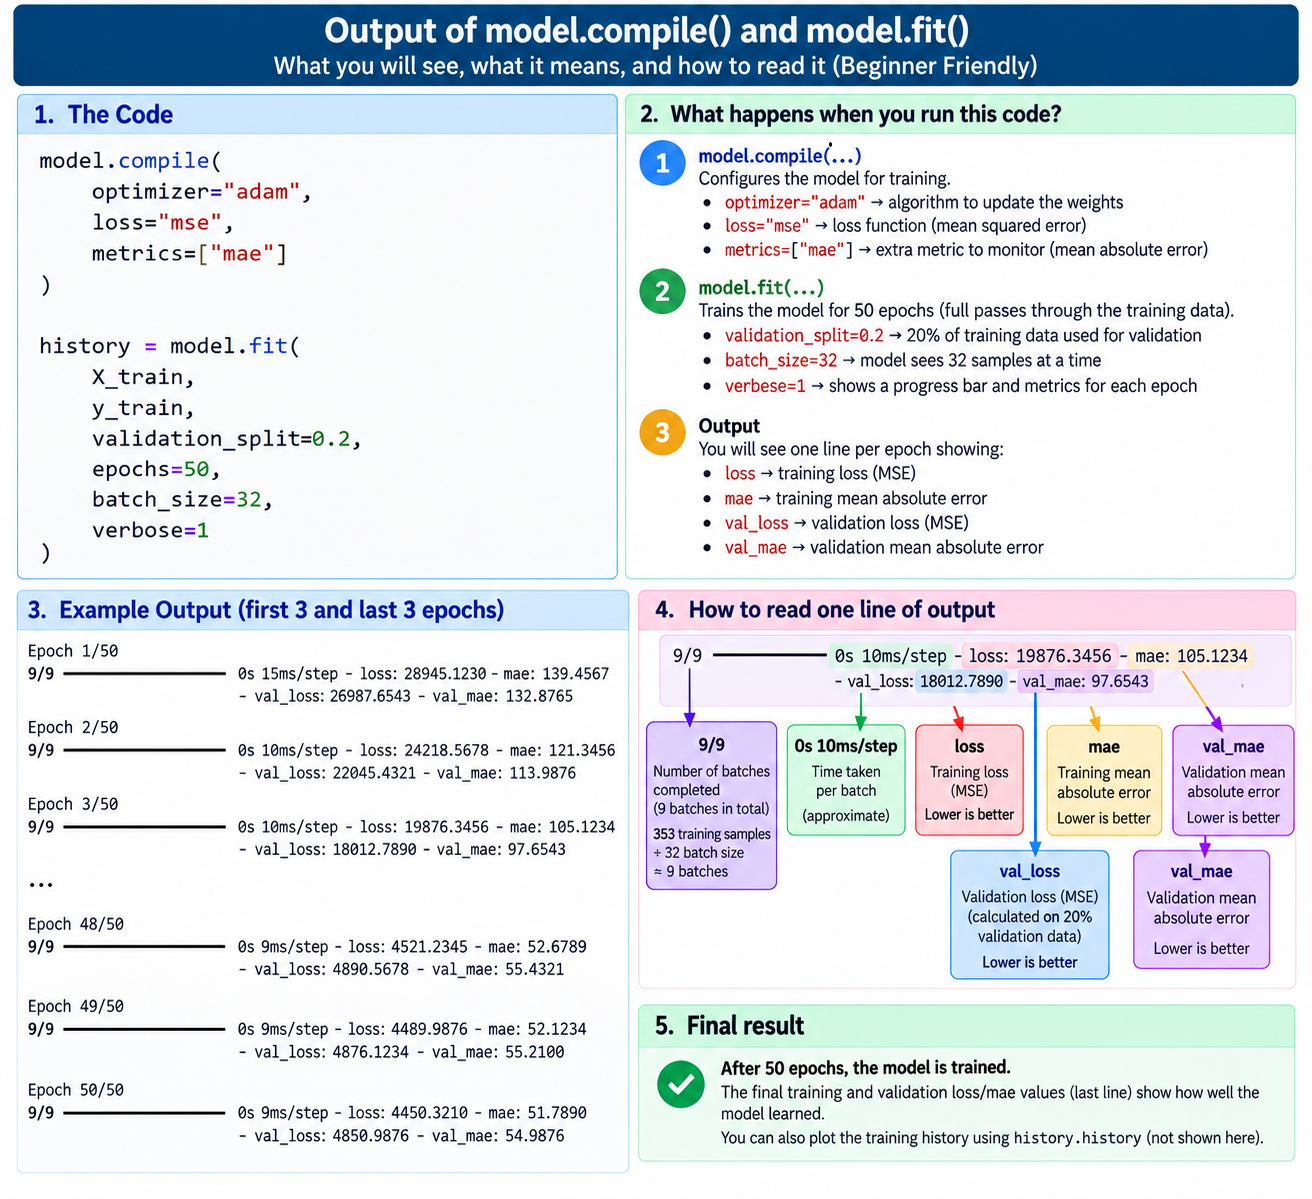 Output of model.compile() and model.fit()
What you will see, what it means, and how to read it (Beginner Friendly)
1. The Code
model.compile(
optimizer="adam",
loss="mse",
metrics=["mae"]
)
history = model.fit(
X_train,
y_train,
validation_split=0.2,
epochs=50,
batch_size=32,
verbose=1
)
2. What happens when you run this code?
1
model.compile(...)
Configures the model for training.
• optimizer="adam" → algorithm to update the weights
• loss="mse" → loss function (mean squared error)
• metrics=["mae"] → extra metric to monitor (mean absolute error)
2
model.fit(...)
Trains the model for 50 epochs (full passes through the training data).
• validation_split=0.2 → 20% of training data used for validation
• batch_size=32 → model sees 32 samples at a time
• verbese=1 → shows a progress bar and metrics for each epoch
3
Output
You will see one line per epoch showing:
• loss → training loss (MSE)
• mae → training mean absolute error
• val_loss → validation loss (MSE)
• val_mae → validation mean absolute error
3. Example Output (first 3 and last 3 epochs)
Epoch 1/50
9/9 0s 15ms/step - loss: 28945.1230 - mae: 139.4567
- val_loss: 26987.6543 - val_mae: 132.8765
Epoch 2/50
9/9 0s 10ms/step - loss: 24218.5678 - mae: 121.3456
- val_loss: 22045.4321 - val_mae: 113.9876
Epoch 3/50
9/9 0s 10ms/step - loss: 19876.3456 - mae: 105.1234
- val_loss: 18012.7890 - val_mae: 97.6543
...
Epoch 48/50
9/9 0s 9ms/step - loss: 4521.2345 - mae: 52.6789
- val_loss: 4890.5678 - val_mae: 55.4321
Epoch 49/50
9/9 0s 9ms/step - loss: 4489.9876 - mae: 52.1234
- val_loss: 4876.1234 - val_mae: 55.2100
Epoch 50/50
9/9 0s 9ms/step - loss: 4450.3210 - mae: 51.7890
- val_loss: 4850.9876 - val_mae: 54.9876
4. How to read one line of output
9/9 0s 10ms/step - loss: 19876.3456 - mae: 105.1234
- val_loss: 18012.7890 - val_mae: 97.6543
9/9
Number of batches
completed
(9 batches in total)
353 training samples
÷ 32 batch size
≈ 9 batches
0s 10ms/step
Time taken
per batch
(approximate)
loss
Training loss
(MSE)
Lower is better
mae
Training mean
absolute error
Lower is better
val_mae
Validation mean
absolute error
Lower is better
val_loss
Validation loss (MSE)
(calculated on 20%
validation data)
Lower is better
val_mae
Validation mean
absolute error
Lower is better
5. Final result
After 50 epochs, the model is trained.
The final training and validation loss/mae values (last line) show how well the
model learned.
You can also plot the training history using history.history (not shown here).